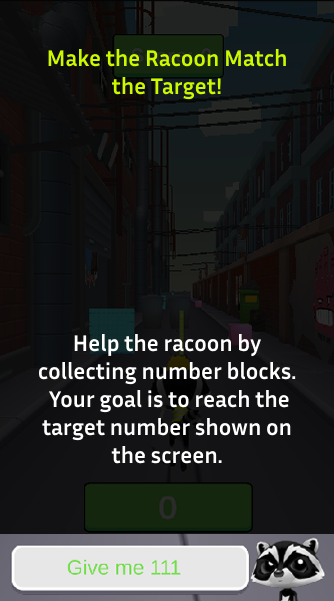 Make the Racoon Match
the Target!
Help the racoon by
collecting number blocks.
Your goal is to reach the
target number shown on
the screen.
0
Give me 111